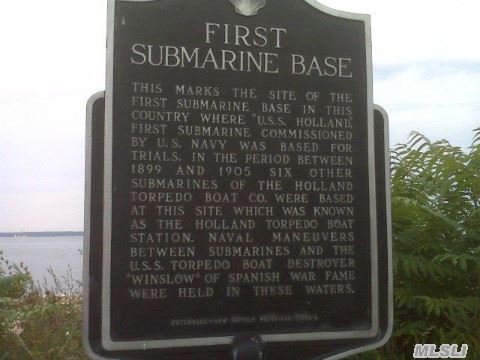 FIRST
SUBMARINE BASE
THIS MARKS THE SITE OF THE
FIRST SUBMARINE BASE IN THIS
COUNTRY WHERE "U.S.S. HOLLAND,"
FIRST SUBMARINE COMMISSIONED
BY U.S. NAVY WAS BASED FOR
TRIALS. IN THE PERIOD BETWEEN
1899 AND 1905 SIX OTHER
SUBMARINES OF THE HOLLAND
TORPEDO BOAT CO. WERE BASED
AT THIS SITE WHICH WAS KNOWN
AS THE HOLLAND TORPEDO BOAT
STATION. NAVAL MANEUVERS
BETWEEN SUBMARINES AND THE
U.S.S. TORPEDO BOAT DESTROYER
"WINSLOW" OF SPANISH WAR FAME
WERE HELD IN THESE WATERS.
CUTCHOGUE-NEW SUFFOLK
MLSLI